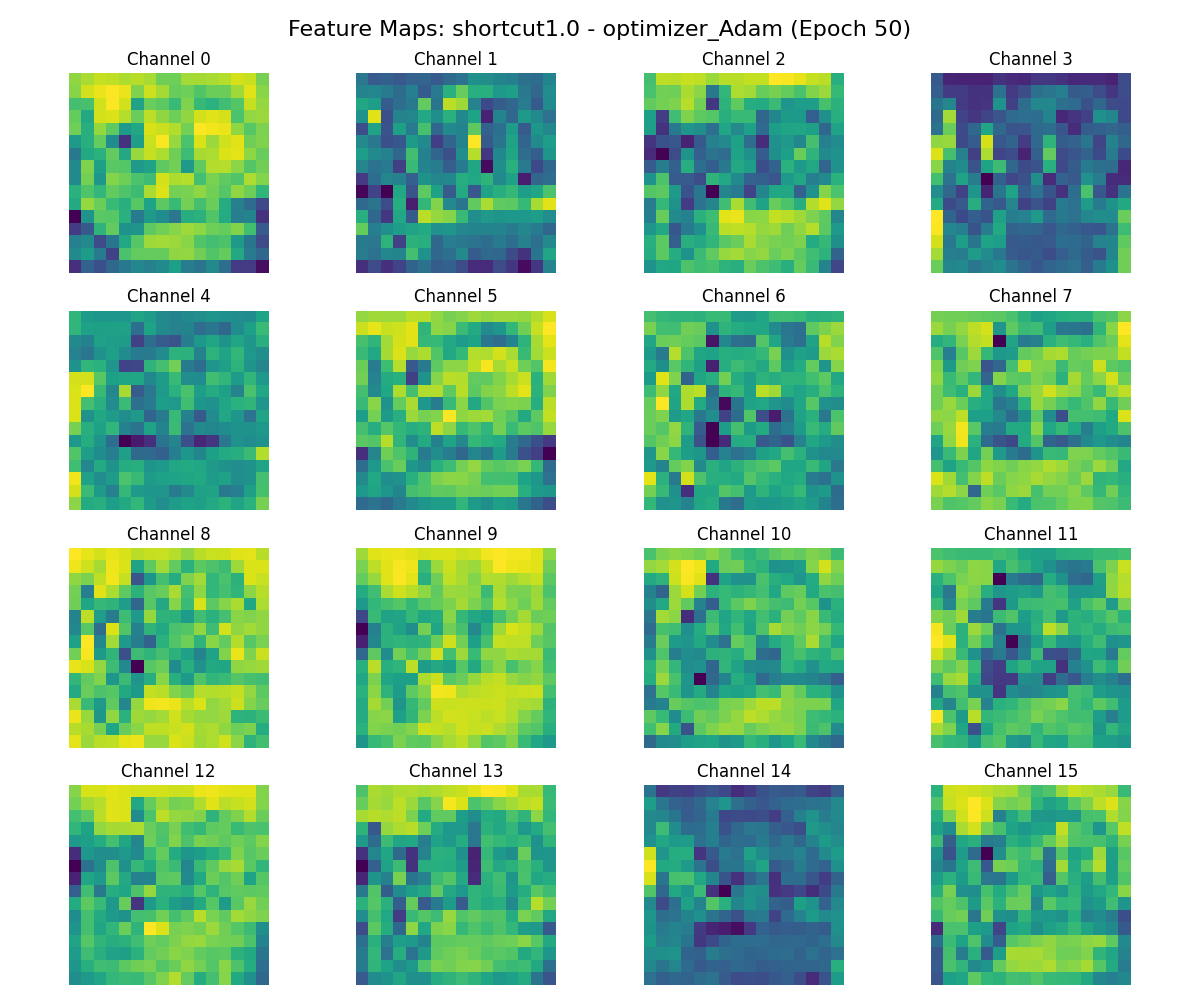 Feature Maps: shortcut1.0 - optimizer_Adam (Epoch 50)
Channel 0
Channel 1
Channel 2
Channel 3
Channel 4
Channel 5
Channel 6
Channel 7
Channel 8
Channel 9
Channel 10
Channel 11
Channel 12
Channel 13
Channel 14
Channel 15